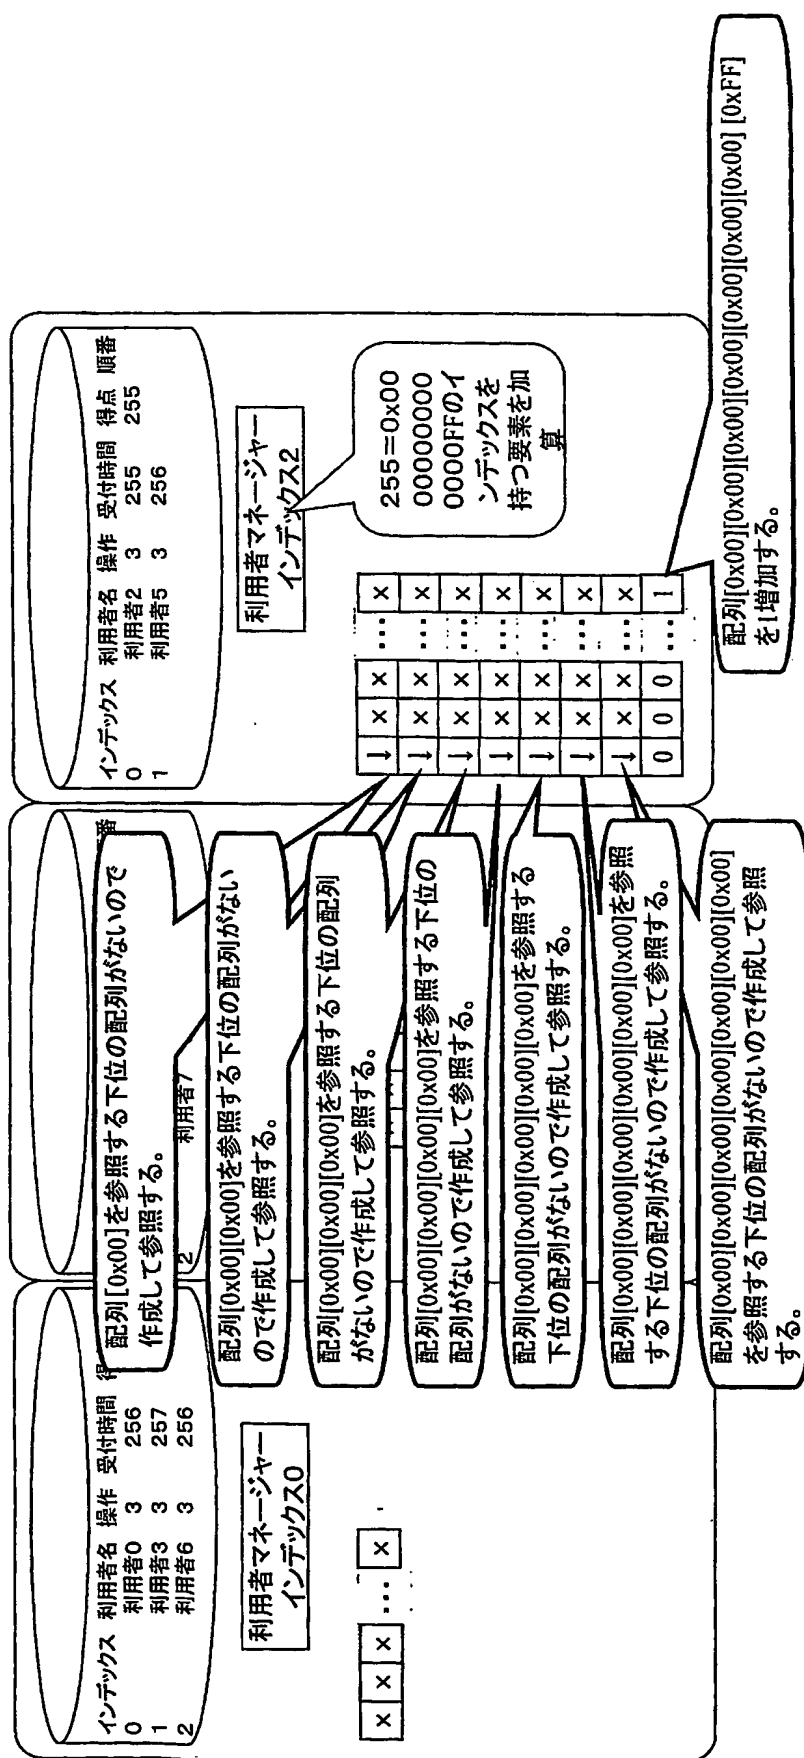 インデックス 利用者名 操作 受付時間 得
0 利用者0 3 256
1 利用者3 3 257
2 利用者6 3 256
利用者マネージャー
インデックス0
× × × … ×
番
2 利用者7
配列[0x00]を参照する下位の配列がないので
作成して参照する。
配列[0x00][0x00]を参照する下位の配列がない
ので作成して参照する。
配列[0x00][0x00][0x00]を参照する下位の配列
がないので作成して参照する。
配列[0x00][0x00][0x00][0x00]を参照する下位の
配列がないので作成して参照する。
配列[0x00][0x00][0x00][0x00][0x00]を参照する
下位の配列がないので作成して参照する。
配列[0x00][0x00][0x00][0x00][0x00][0x00]を参照
する下位の配列がないので作成して参照する。
配列[0x00][0x00][0x00][0x00][0x00][0x00][0x00]
を参照する下位の配列がないので作成して参照
する。
インデックス 利用者名 操作 受付時間 得点 順番
0 利用者2 3 255 255
1 利用者5 3 256
利用者マネージャー
インデックス2
255=0x00
00000000
0000FFのイ
ンデックスを
持つ要素を加
算
↓ × × … ×
↓ × × … ×
↓ × × … ×
↓ × × … ×
↓ × × … ×
↓ × × … ×
↓ × × … ×
0 0 0 … 1
配列[0x00][0x00][0x00][0x00][0x00][0x00][0x00] [0xFF]
を1増加する。